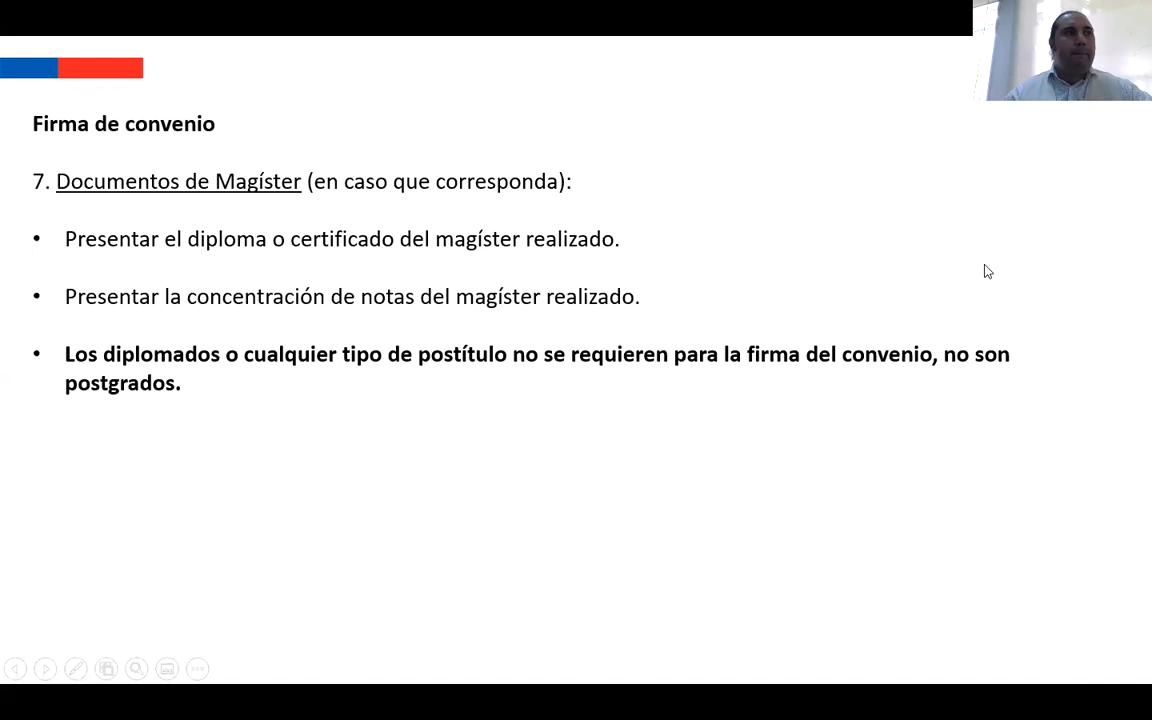 Firma de convenio
7. Documentos de Magíster (en caso que corresponda):
• Presentar el diploma o certificado del magíster realizado.
• Presentar la concentración de notas del magíster realizado.
• Los diplomados o cualquier tipo de postítulo no se requieren para la firma del convenio, no son
postgrados.